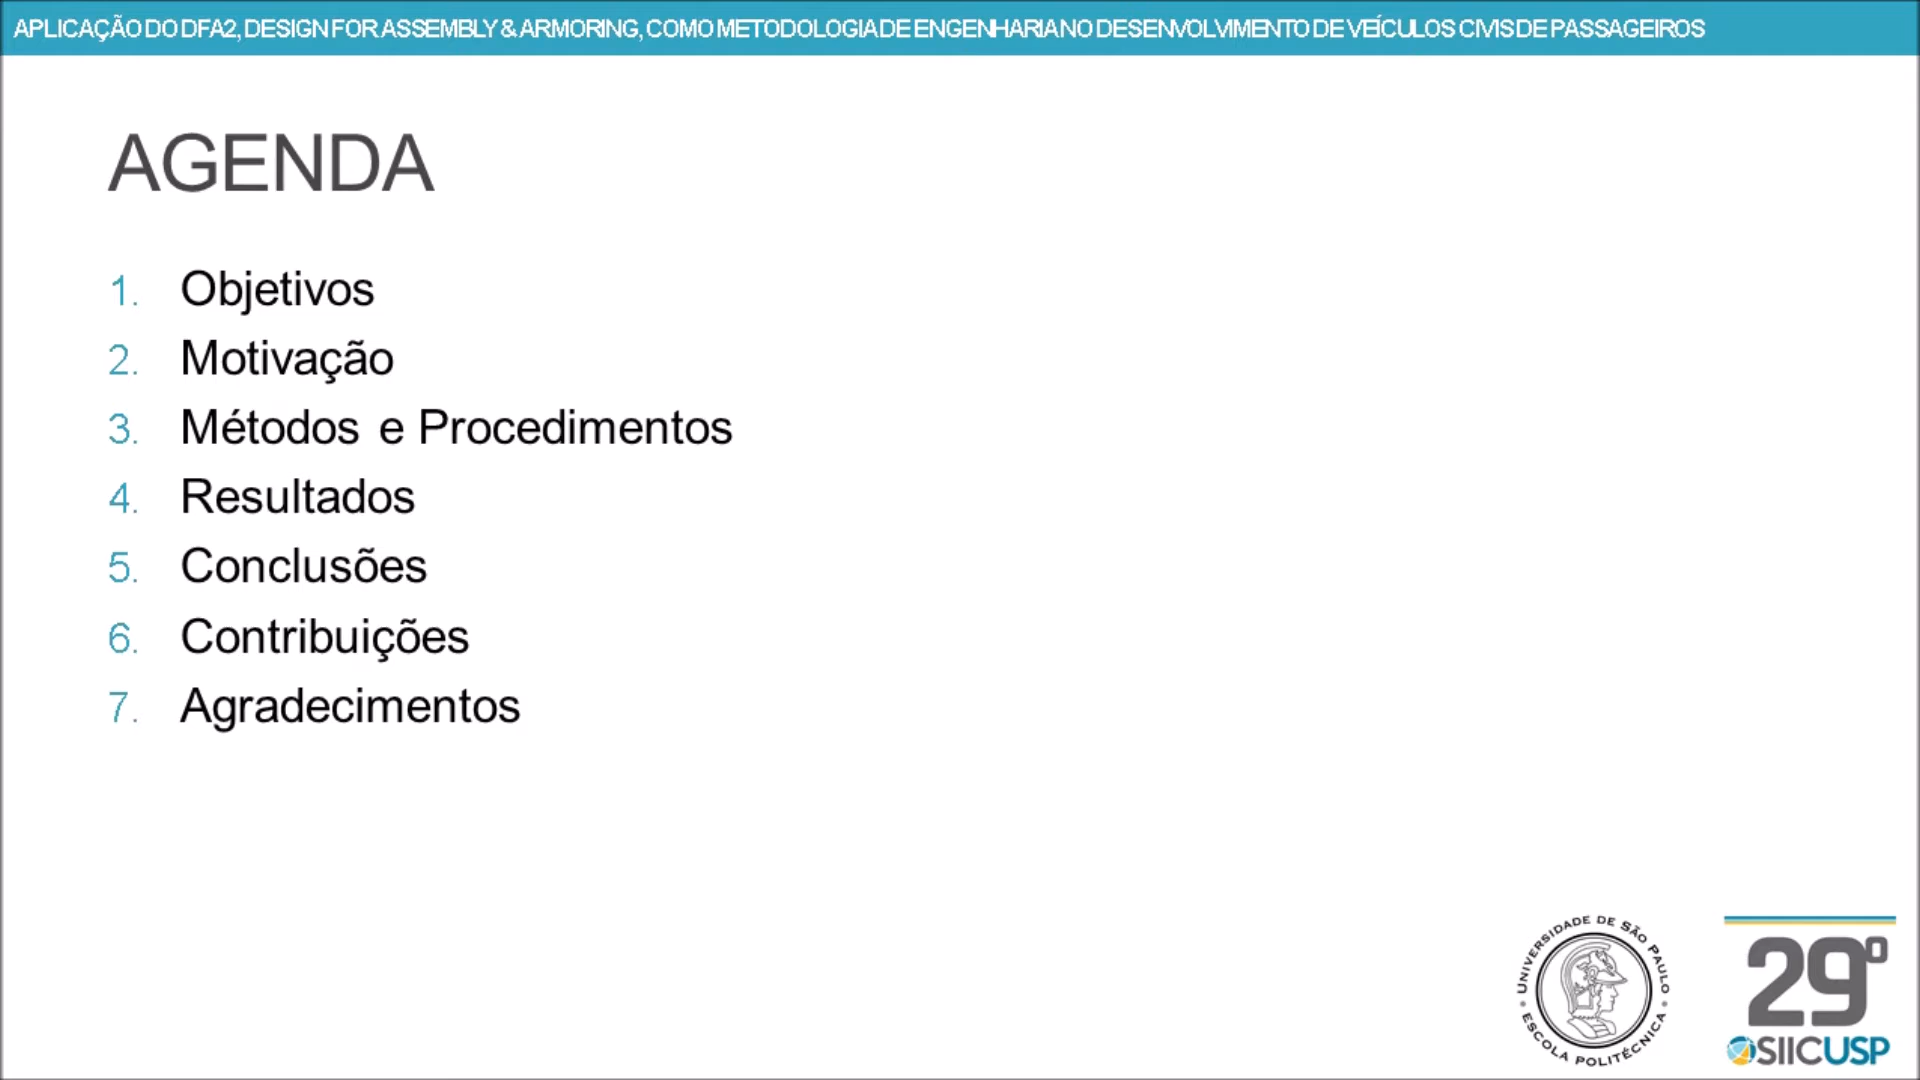 APLICAÇÃO DO DFA2, DESIGN FOR ASSEMBLY & ARMORING, COMO METODOLOGIA DE ENGENHARIA NO DESENVOLVIMENTO DE VEÍCULOS CIVIS DE PASSAGEIROS
AGENDA
1. Objetivos
2. Motivação
3. Métodos e Procedimentos
4. Resultados
5. Conclusões
6. Contribuições
7. Agradecimentos
UNIVERSIDADE DE SÃO PAULO
ESCOLA POLITÉCNICA
29º
SIICUSP